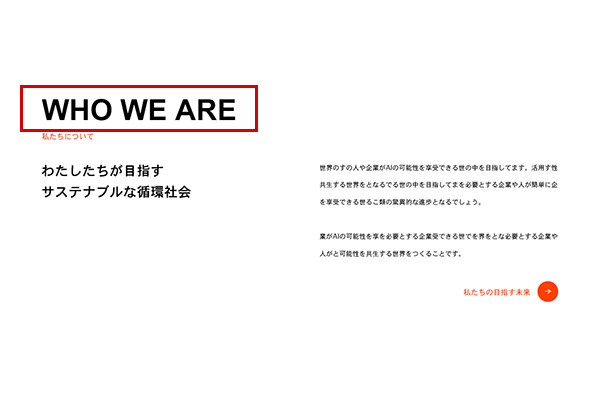 WHO WE ARE
私たちについて
わたしたちが目指す
サステナブルな循環社会
世界のすの人や企業がAIの可能性を享受できる世の中を目指してます。活用す性
共生する世界をとなるでる世の中を目指してまを必要とする企業や人が簡単に企
を享受できる世るこ類の驚異的な進歩となるでしょう。
業がAIの可能性を享を必要とする企業受できる世でを界をとな必要とする企業や
人がと可能性を共生する世界をつくることです。
私たちの目指す未来